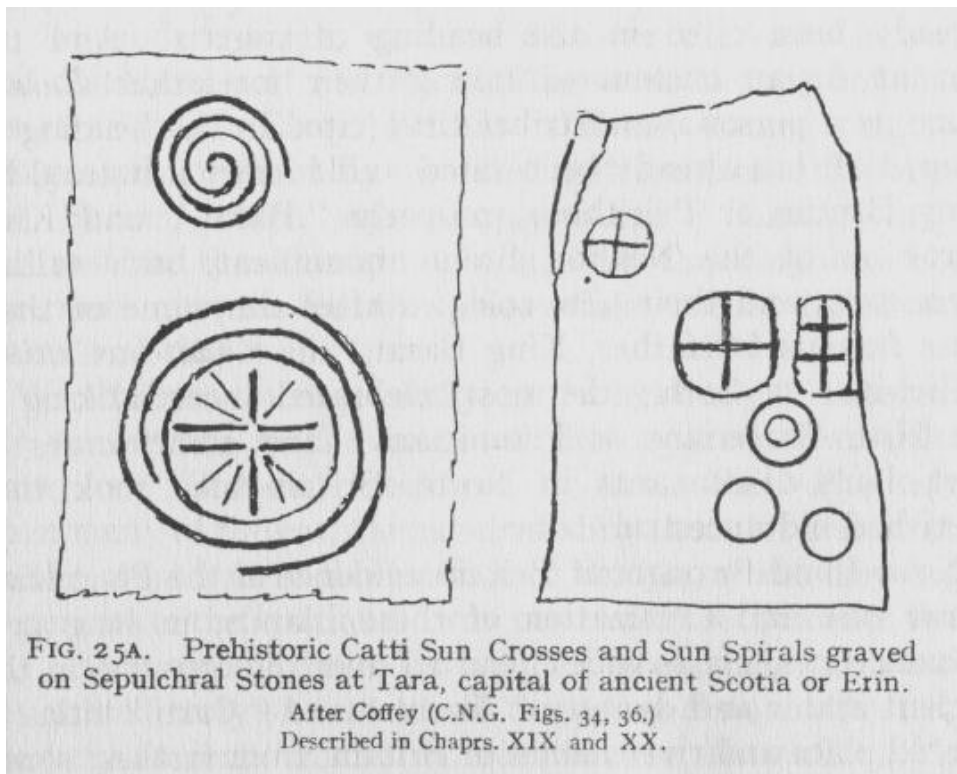 FIG. 25A. Prehistoric Catti Sun Crosses and Sun Spirals graved
on Sepulchral Stones at Tara, capital of ancient Scotia or Erin.
After Coffey (C.N.G. Figs. 34, 36.)
Described in Chaprs. XIX and XX.